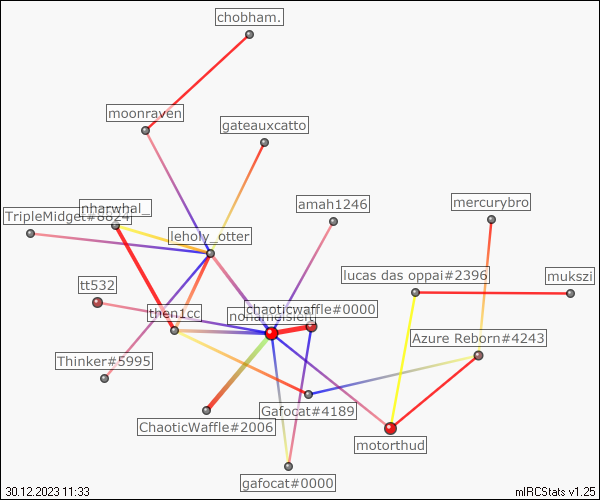 chobham.
moonraven
gateauxcatto
nharwhal_
amah1246
mercurybro
TripleMidget#8824
leholy_otter
lucas das oppai#2396
mukszi
tt532
then1cc
chaoticwaffle#0000
Azure Reborn#4243
Thinker#5995
Gafocat#4189
ChaoticWaffle#2006
motorthud
gafocat#0000
30.12.2023 11:33
mIRCStats v1.25